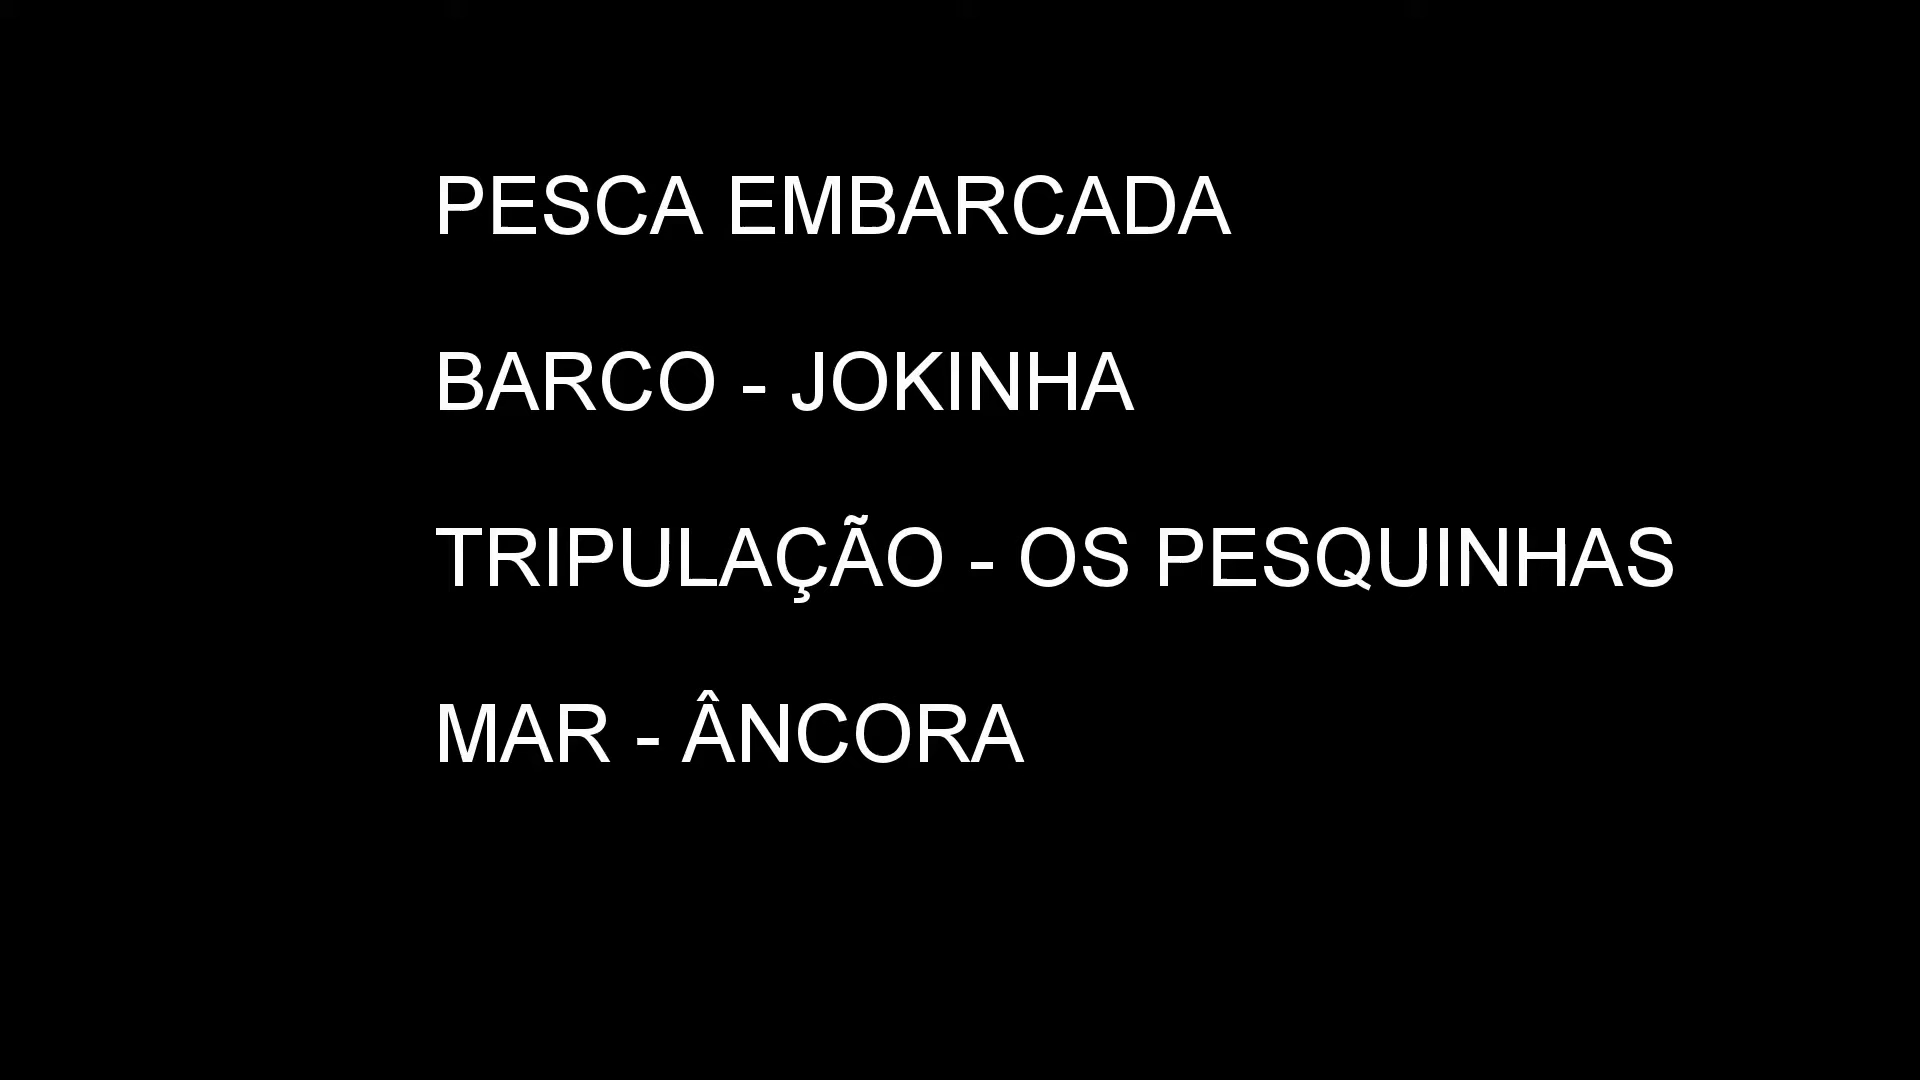 PESCA EMBARCADA
BARCO - JOKINHA
TRIPULAÇÃO - OS PESQUINHAS
MAR - ÂNCORA